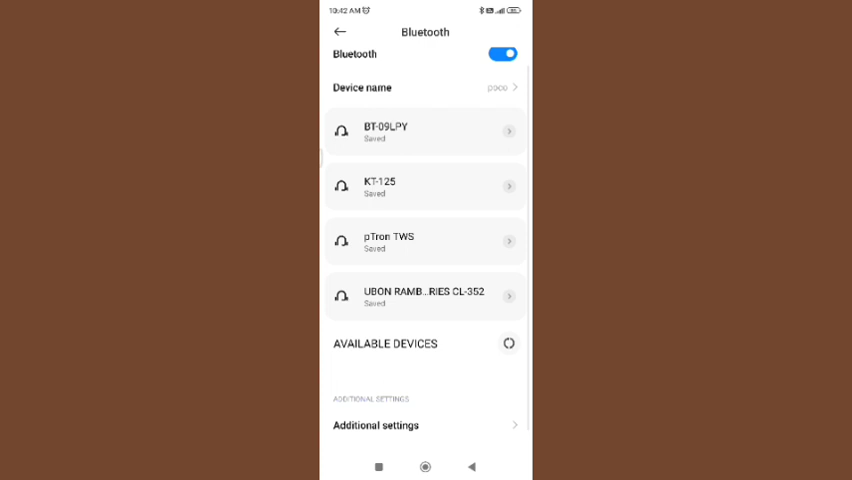 10:42 AM
Bluetooth
Bluetooth
Device name
poco
BT-09LPY
Saved
KT-125
Saved
pTron TWS
Saved
UBON RAMB...RIES CL-352
Saved
AVAILABLE DEVICES
ADDITIONAL SETTINGS
Additional settings